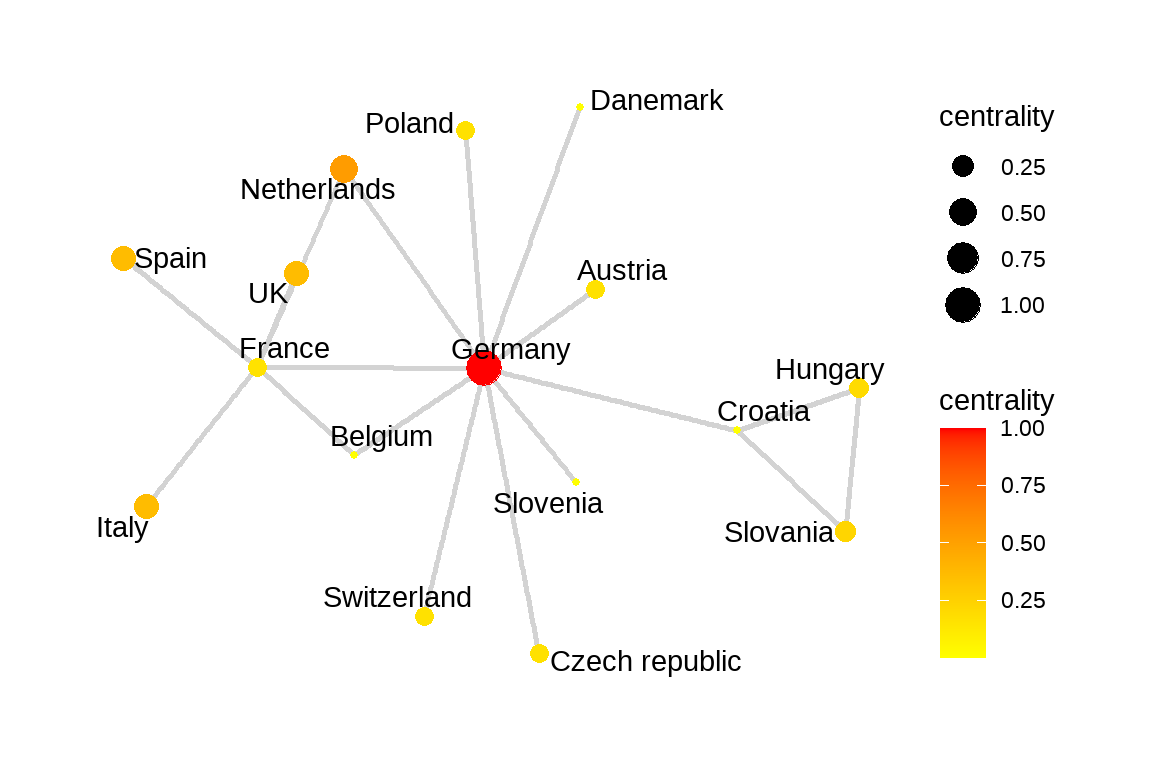 Danemark
Poland
Netherlands
Spain
UK
Austria
France
Germany
Hungary
Croatia
Belgium
Slovenia
Italy
Slovania
Switzerland
Czech republic
centrality
0.25
0.50
0.75
1.00
centrality
1.00
0.75
0.50
0.25